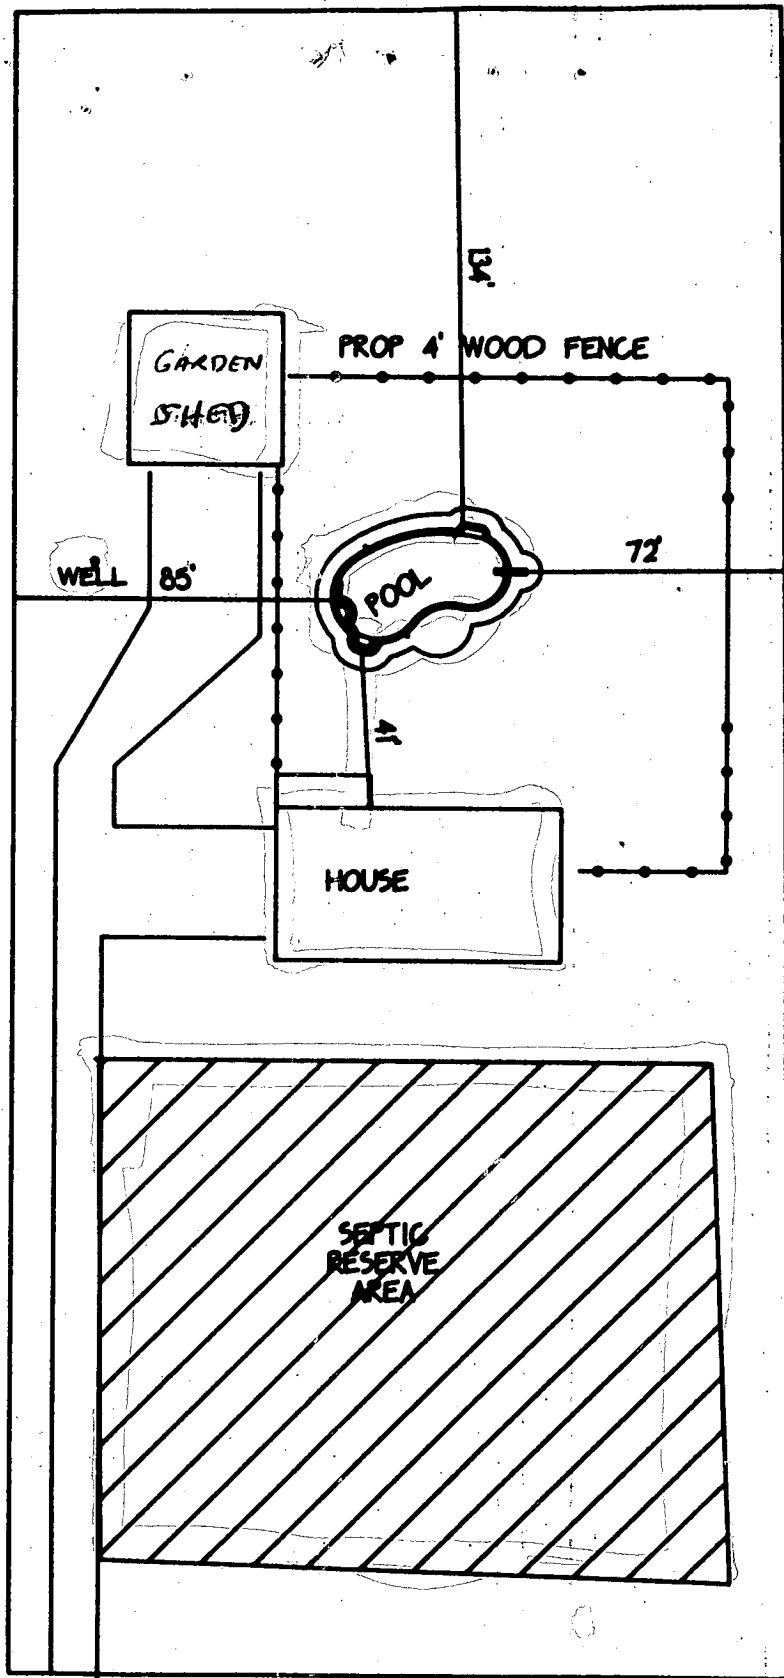 134'
PROP 4' WOOD FENCE
GARDEN
SHED
72'
WELL 85'
POOL
41'
HOUSE
SEPTIC
RESERVE
AREA